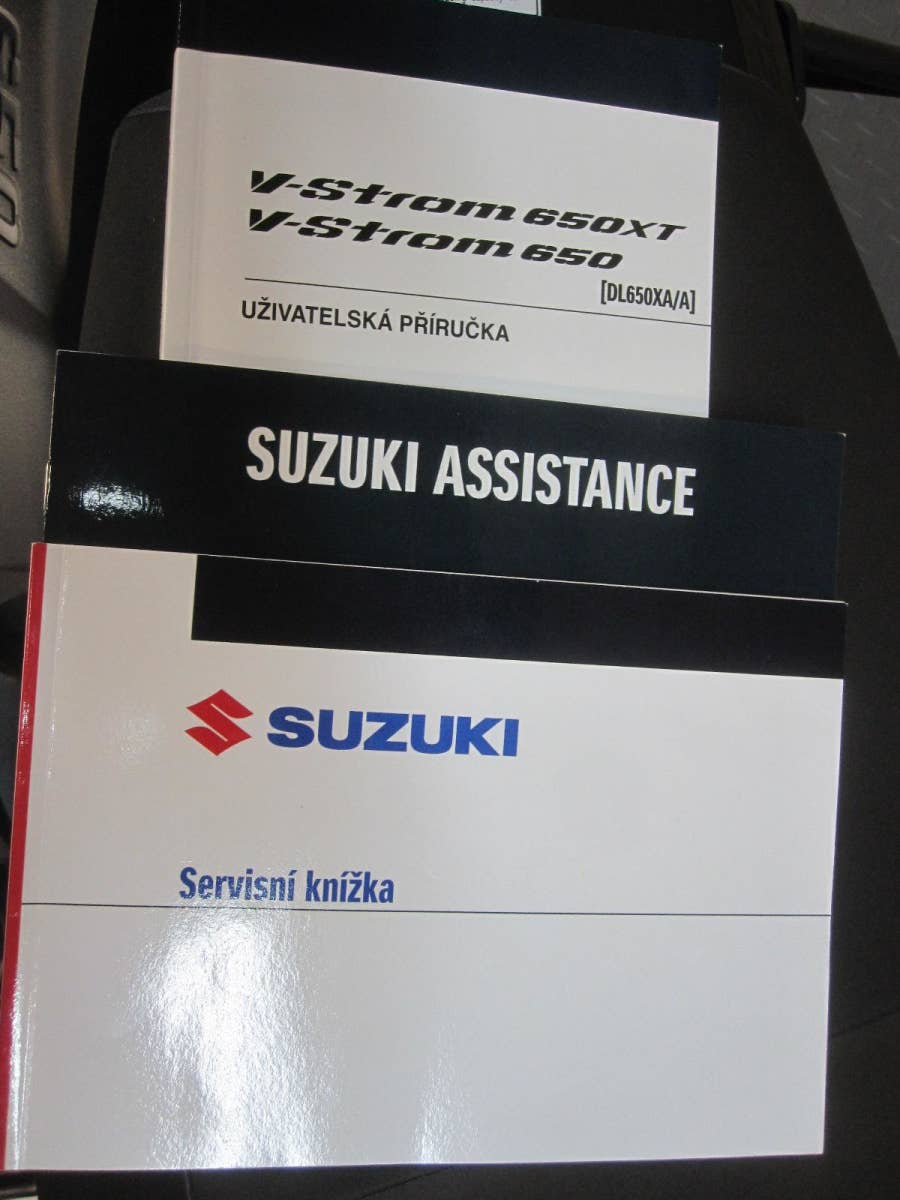 V-Strom 650XT
V-Strom 650
[DL650XA/A]
UŽIVATELSKÁ PŘÍRUČKA
SUZUKI ASSISTANCE
SUZUKI
Servisní knížka